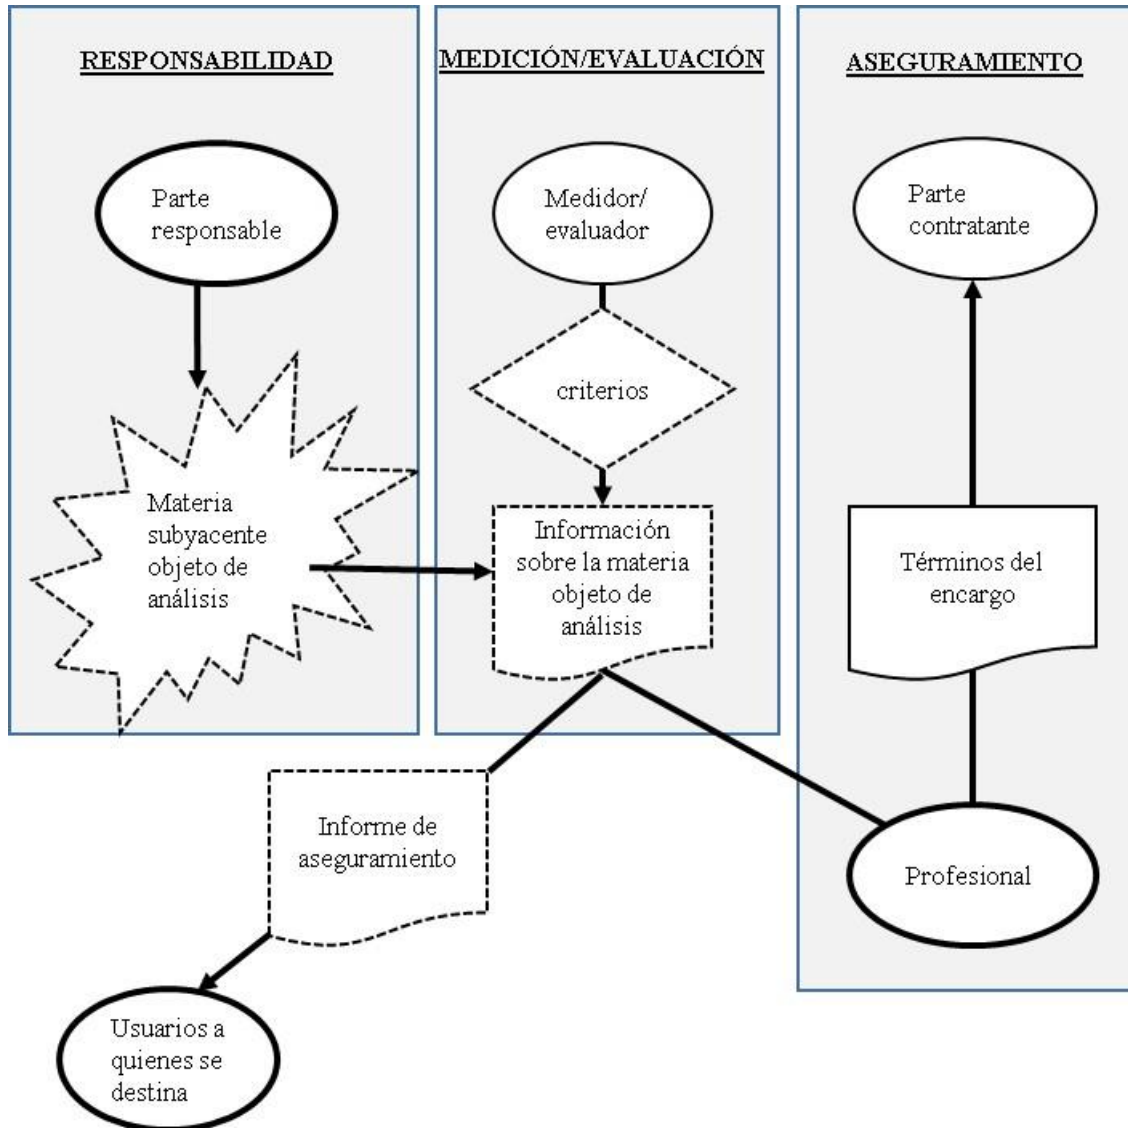 RESPONSABILIDAD
MEDICIÓN/EVALUACIÓN
ASEGURAMIENTO
Parte
responsable
Medidor/
evaluador
Parte
contratante
criterios
Materia
subyacente
objeto de
análisis
Información
sobre la materia
objeto de
análisis
Términos del
encargo
Informe de
aseguramiento
Profesional
Usuarios a
quienes se
destina